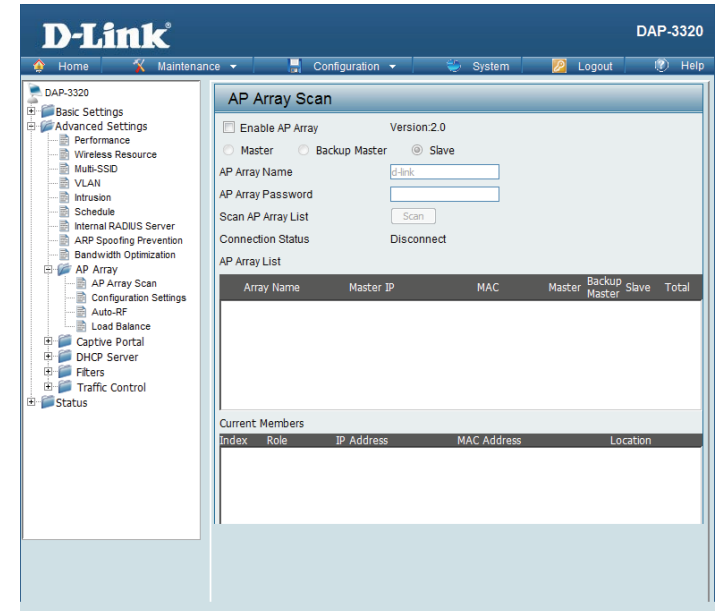 D-Link®
DAP-3320
Home Maintenance Configuration System Logout Help
DAP-3320
Basic Settings
Advanced Settings
Performance
Wireless Resource
Multi-SSID
VLAN
Intrusion
Schedule
Internal RADIUS Server
ARP Spoofing Prevention
Bandwidth Optimization
AP Array
AP Array Scan
Configuration Settings
Auto-RF
Load Balance
Captive Portal
DHCP Server
Filters
Traffic Control
Status
AP Array Scan
Enable AP Array Version:2.0
Master Backup Master Slave
AP Array Name d-link
AP Array Password
Scan AP Array List Scan
Connection Status Disconnect
AP Array List
Array Name Master IP MAC Master Backup Master Slave Total
Current Members
Index Role IP Address MAC Address Location